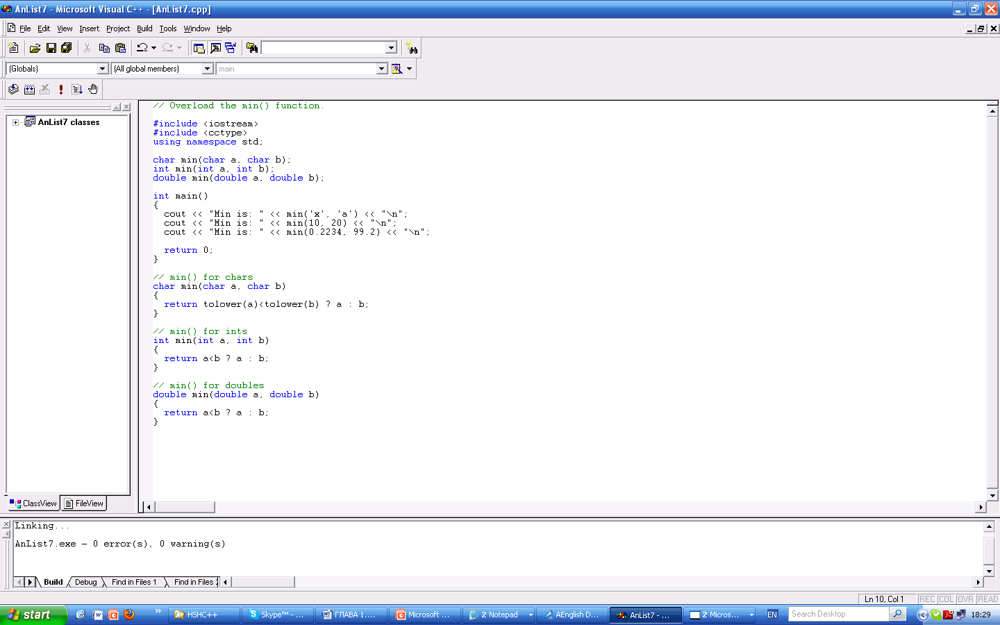 AnList7 - Microsoft Visual C++ - [AnList7.cpp]
File Edit View Insert Project Build Tools Window Help
(Globals) (All global members) main
AnList7 classes
ClassView FileView
// Overload the min() function.
#include <iostream>
#include <cctype>
using namespace std;
char min(char a, char b);
int min(int a, int b);
double min(double a, double b);
int main()
{
cout << "Min is: " << min('x', 'a') << "\n";
cout << "Min is: " << min(10, 20) << "\n";
cout << "Min is: " << min(0.2234, 99.2) << "\n";
return 0;
}
// min() for chars
char min(char a, char b)
{
return tolower(a)<tolower(b) ? a : b;
}
// min() for ints
int min(int a, int b)
{
return a<b ? a : b;
}
// min() for doubles
double min(double a, double b)
{
return a<b ? a : b;
}
Linking...
AnList7.exe - 0 error(s), 0 warning(s)
Build Debug Find in Files 1 Find in Files 2
Ln 10, Col 1 REC COL OVR READ
start HSHC++ Skype™ - ... ГЛАВА 1.... Microsoft ... 2 Notepad AEnglish D... AnList7 - ... 2 Micros... EN Search Desktop 18:29